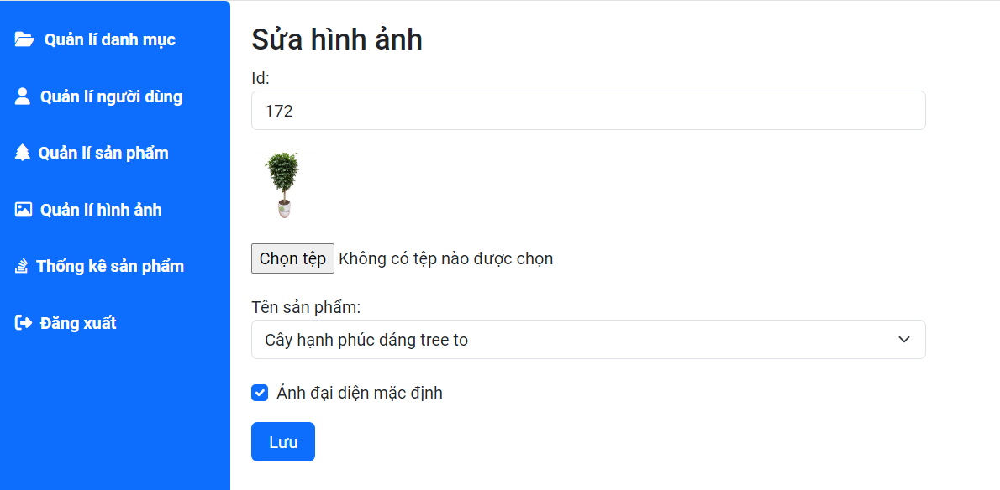 Quản lí danh mục
Quản lí người dùng
Quản lí sản phẩm
Quản lí hình ảnh
Thống kê sản phẩm
Đăng xuất
Sửa hình ảnh
Id:
172
Chọn tệp Không có tệp nào được chọn
Tên sản phẩm:
Cây hạnh phúc dáng tree to
Ảnh đại diện mặc định
Lưu